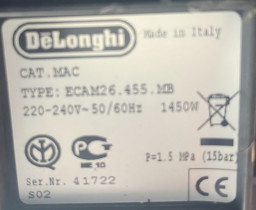 DeLonghi
Made in Italy
CAT.MAC
TYPE: ECAM26.455.MB
220-240V~50/60Hz 1450W
P=1.5 MPa (15bar)
Ser.Nr. 41722
S02
CE